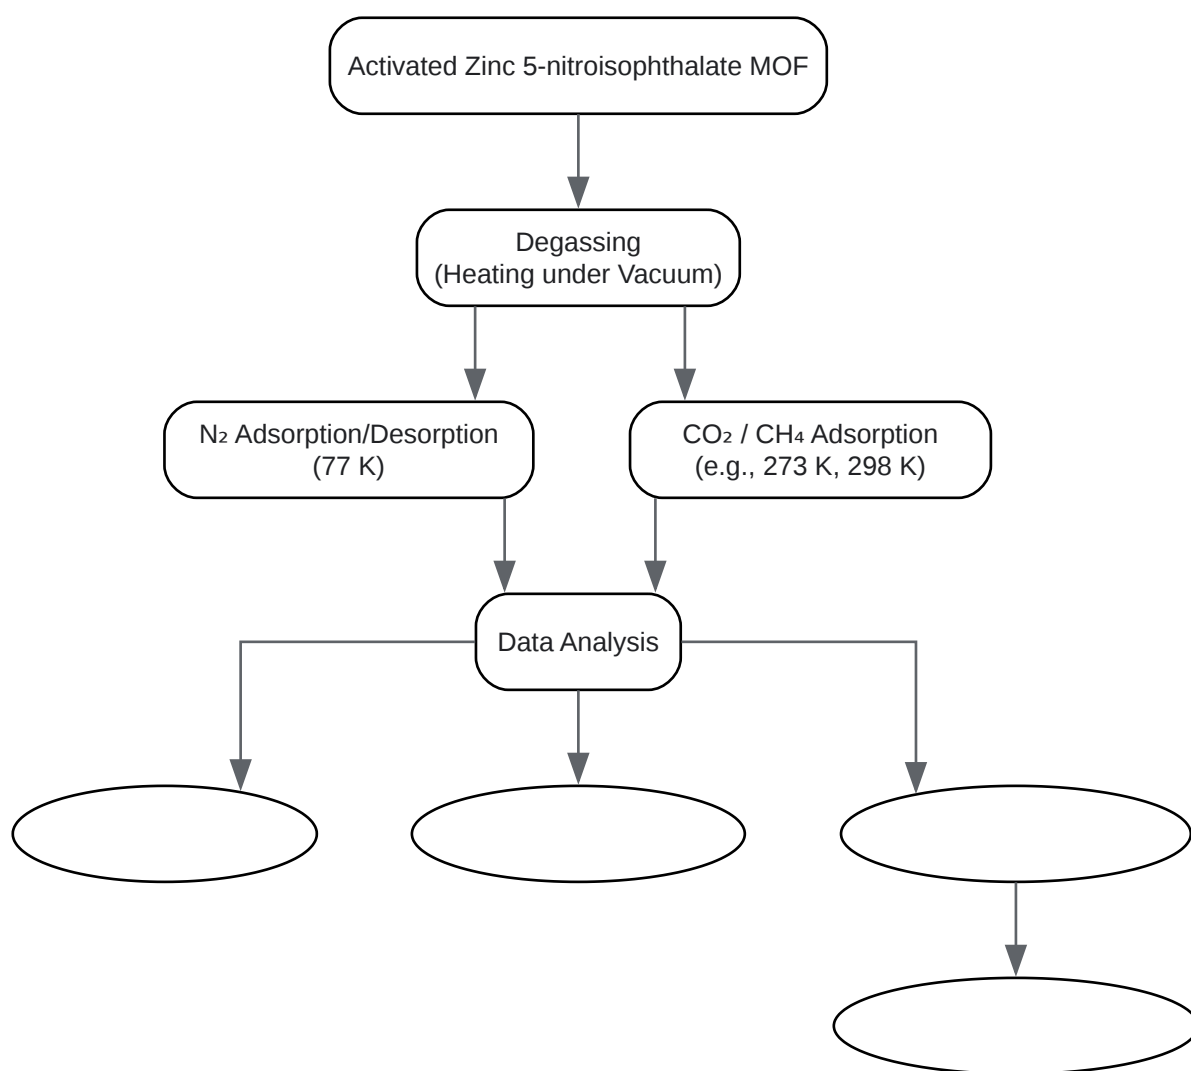 Activated Zinc 5-nitroisophthalate MOF
Degassing
(Heating under Vacuum)
N₂ Adsorption/Desorption
(77 K)
CO₂ / CH₄ Adsorption
(e.g., 273 K, 298 K)
Data Analysis